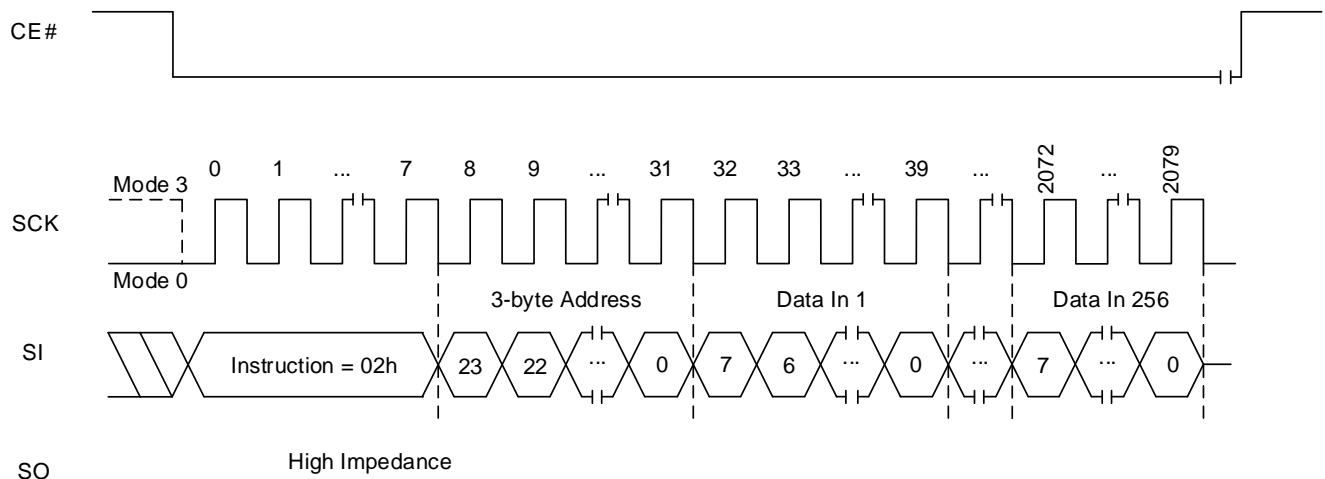 CE#
0 1 ... 7 8 9 ... 31 32 33 ... 39 ... 2072 ... 2079
Mode 3
SCK
Mode 0
3-byte Address Data In 1 Data In 256
SI Instruction = 02h 23 22 ... 0 7 6 ... 0 ... 7 ... 0
High Impedance
SO